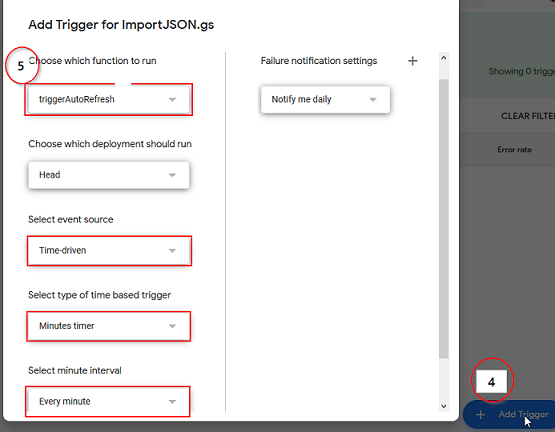 Add Trigger for ImportJSON.gs
5
Choose which function to run
triggerAutoRefresh
Choose which deployment should run
Head
Select event source
Time-driven
Select type of time based trigger
Minutes timer
Select minute interval
Every minute
Failure notification settings +
Notify me daily
Showing 0 trigge
CLEAR FILTE
Error rate
4
+ Add Trigger